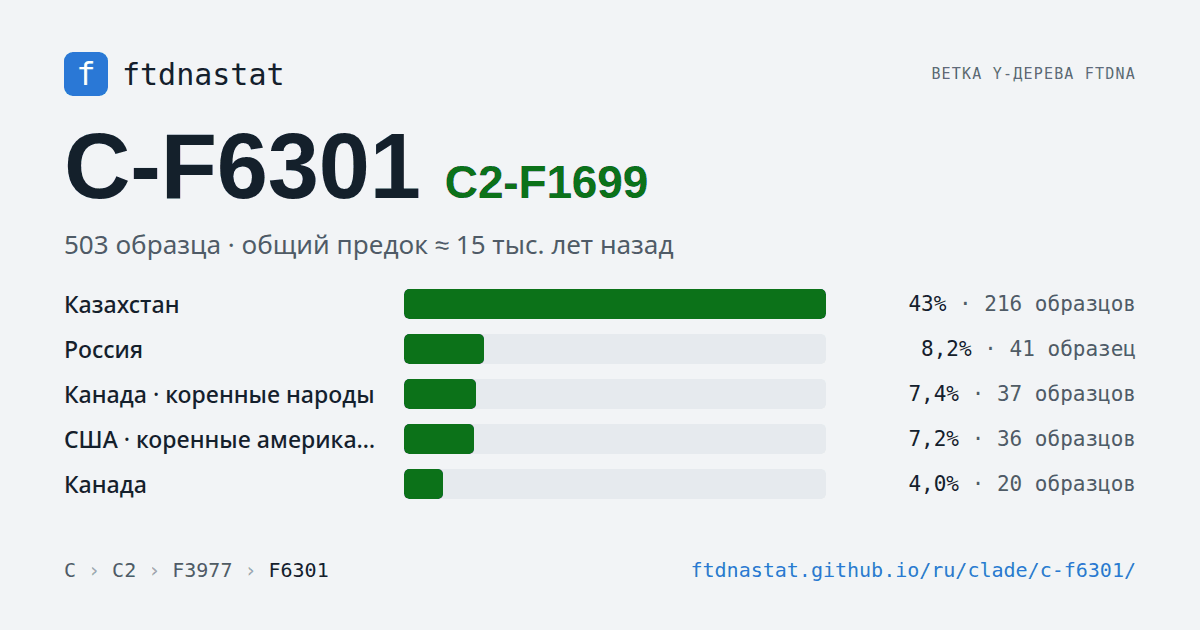 f ftdnastat
ВЕТКА Y-ДЕРЕВА FTDNA
C-F6301 C2-F1699
503 образца · общий предок ≈ 15 тыс. лет назад
Казахстан 43% · 216 образцов
Россия 8,2% · 41 образец
Канада · коренные народы 7,4% · 37 образцов
США · коренные америка... 7,2% · 36 образцов
Канада 4,0% · 20 образцов
C › C2 › F3977 › F6301
ftdnastat.github.io/ru/clade/c-f6301/